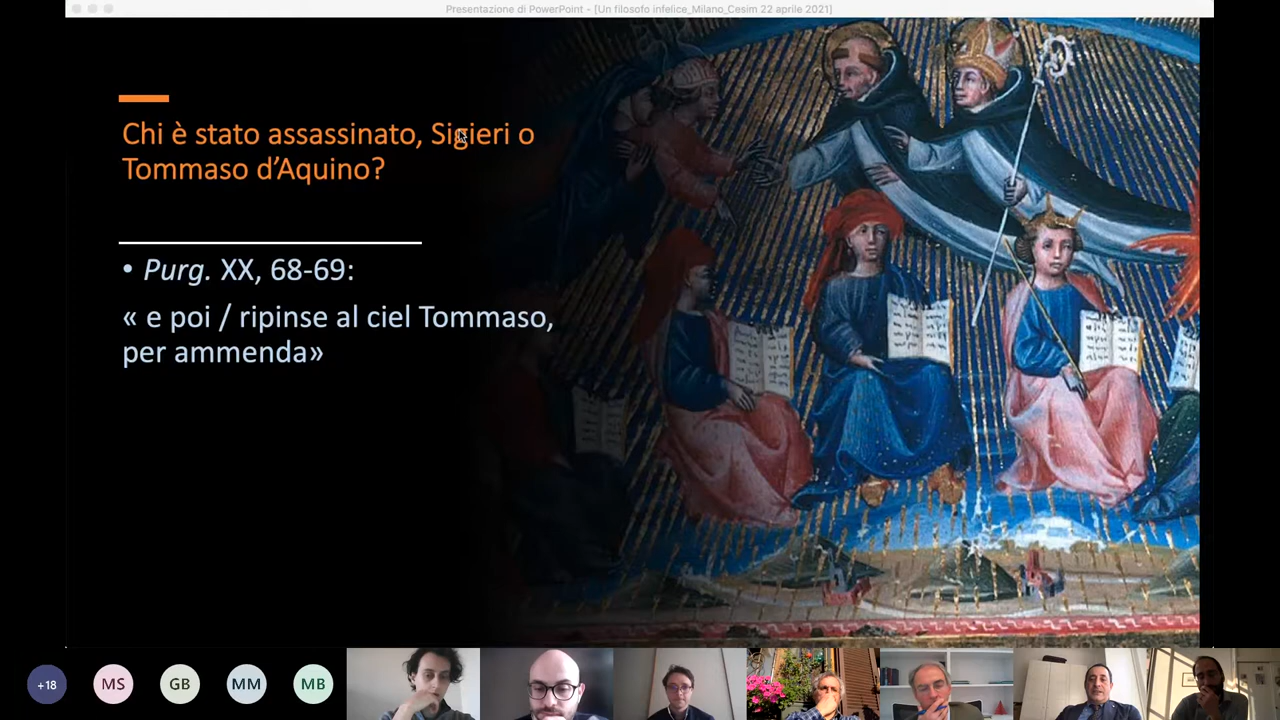 Presentazione di PowerPoint - [Un filosofo infelice_Milano_Cesim 22 aprile 2021]
Chi è stato assassinato, Sigieri o
Tommaso d'Aquino?
• Purg. XX, 68-69:
« e poi / ripinse al ciel Tommaso,
per ammenda»
+18 MS GB MM MB